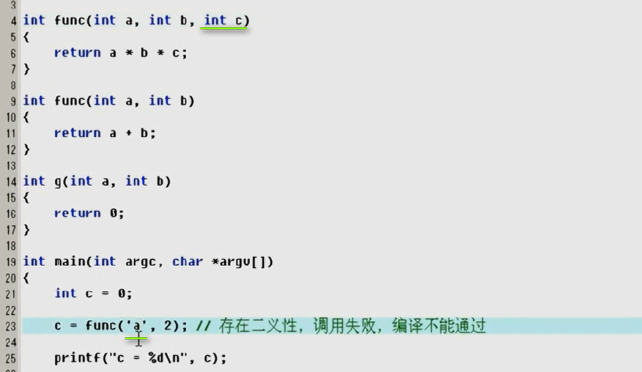 3
4 int func(int a, int b, int c)
5 {
6 return a * b * c;
7 }
8
9 int func(int a, int b)
10 {
11 return a + b;
12 }
13
14 int g(int a, int b)
15 {
16 return 0;
17 }
18
19 int main(int argc, char *argv[])
20 {
21 int c = 0;
22
23 c = func('a', 2); // 存在二义性，调用失败，编译不能通过
24
25 printf("c = %d\n", c);